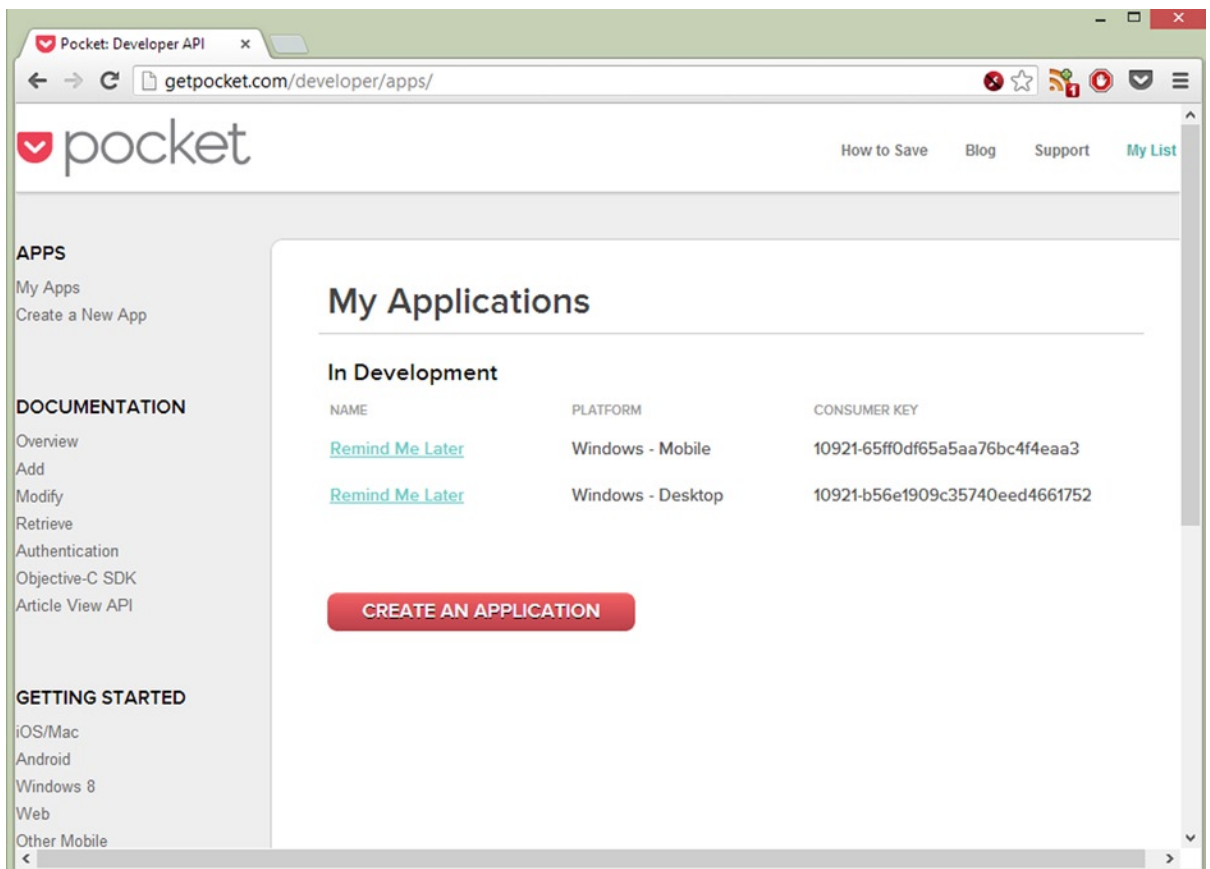 Pocket: Developer API
getpocket.com/developer/apps/
1
pocket
How to Save Blog Support My List
APPS
My Apps
Create a New App
DOCUMENTATION
Overview
Add
Modify
Retrieve
Authentication
Objective-C SDK
Article View API
GETTING STARTED
iOS/Mac
Android
Windows 8
Web
Other Mobile
My Applications
In Development
NAME PLATFORM CONSUMER KEY
Remind Me Later Windows - Mobile 10921-65ff0df65a5aa76bc4f4eaa3
Remind Me Later Windows - Desktop 10921-b56e1909c35740eed4661752
CREATE AN APPLICATION